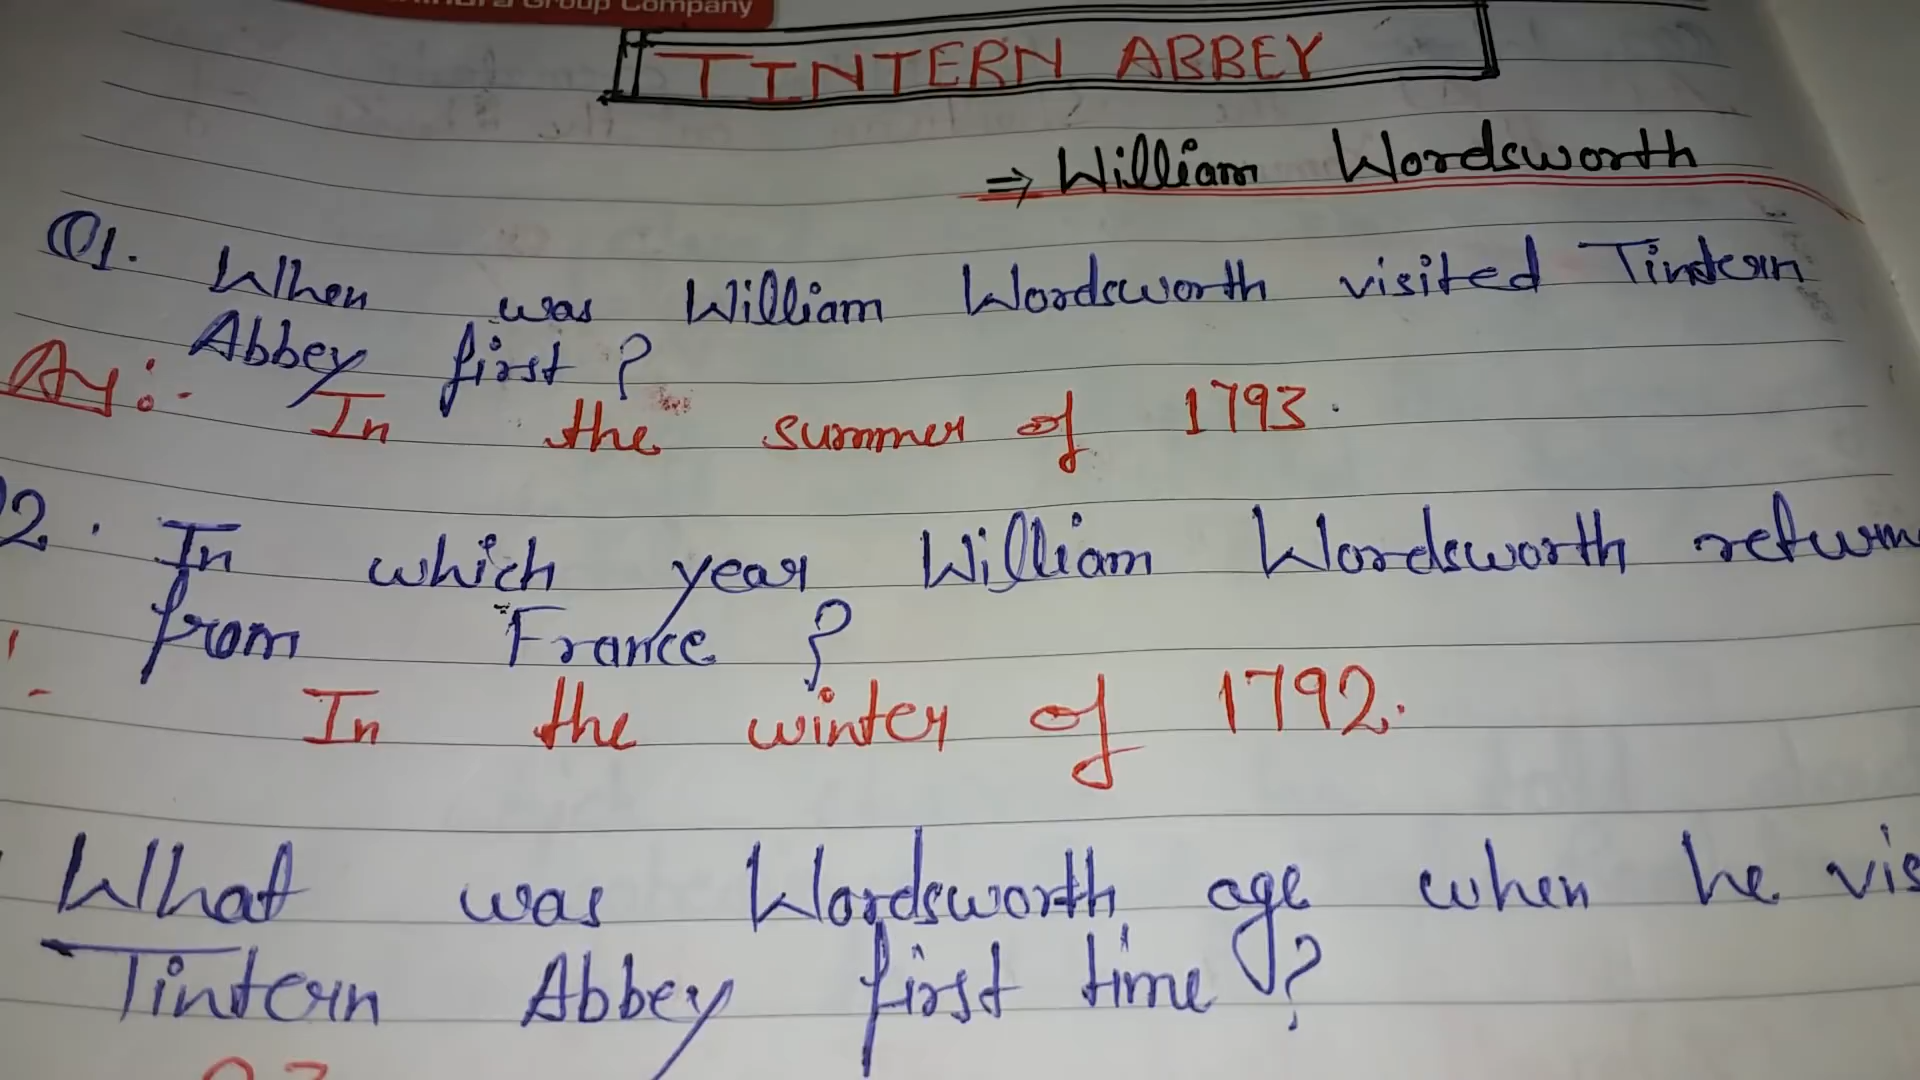 Group Company
TINTERN ABBEY
⇒ William Wordsworth
Q1. When was William Wordsworth visited Tintern
Abbey first?
Ans:- In the summer of 1793.
2. In which year William Wordsworth return
from France?
In the winter of 1792.
What was Wordsworth age when he vis
Tintern Abbey first time?